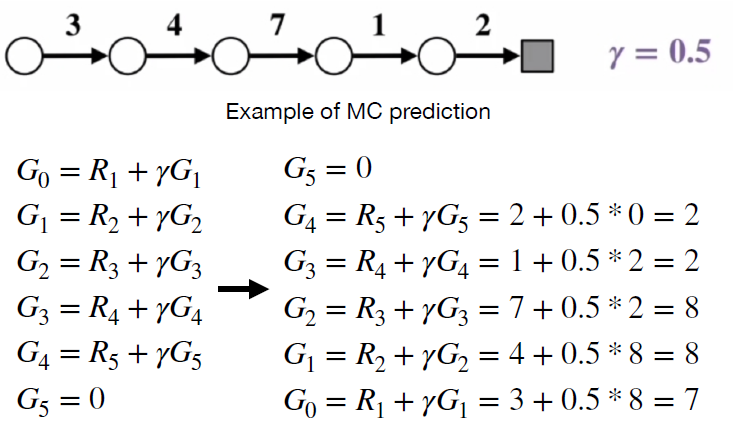 3 4 7 1 2
γ = 0.5
Example of MC prediction
G₀ = R₁ + γG₁
G₁ = R₂ + γG₂
G₂ = R₃ + γG₃
G₃ = R₄ + γG₄
G₄ = R₅ + γG₅
G₅ = 0
G₅ = 0
G₄ = R₅ + γG₅ = 2 + 0.5 * 0 = 2
G₃ = R₄ + γG₄ = 1 + 0.5 * 2 = 2
G₂ = R₃ + γG₃ = 7 + 0.5 * 2 = 8
G₁ = R₂ + γG₂ = 4 + 0.5 * 8 = 8
G₀ = R₁ + γG₁ = 3 + 0.5 * 8 = 7